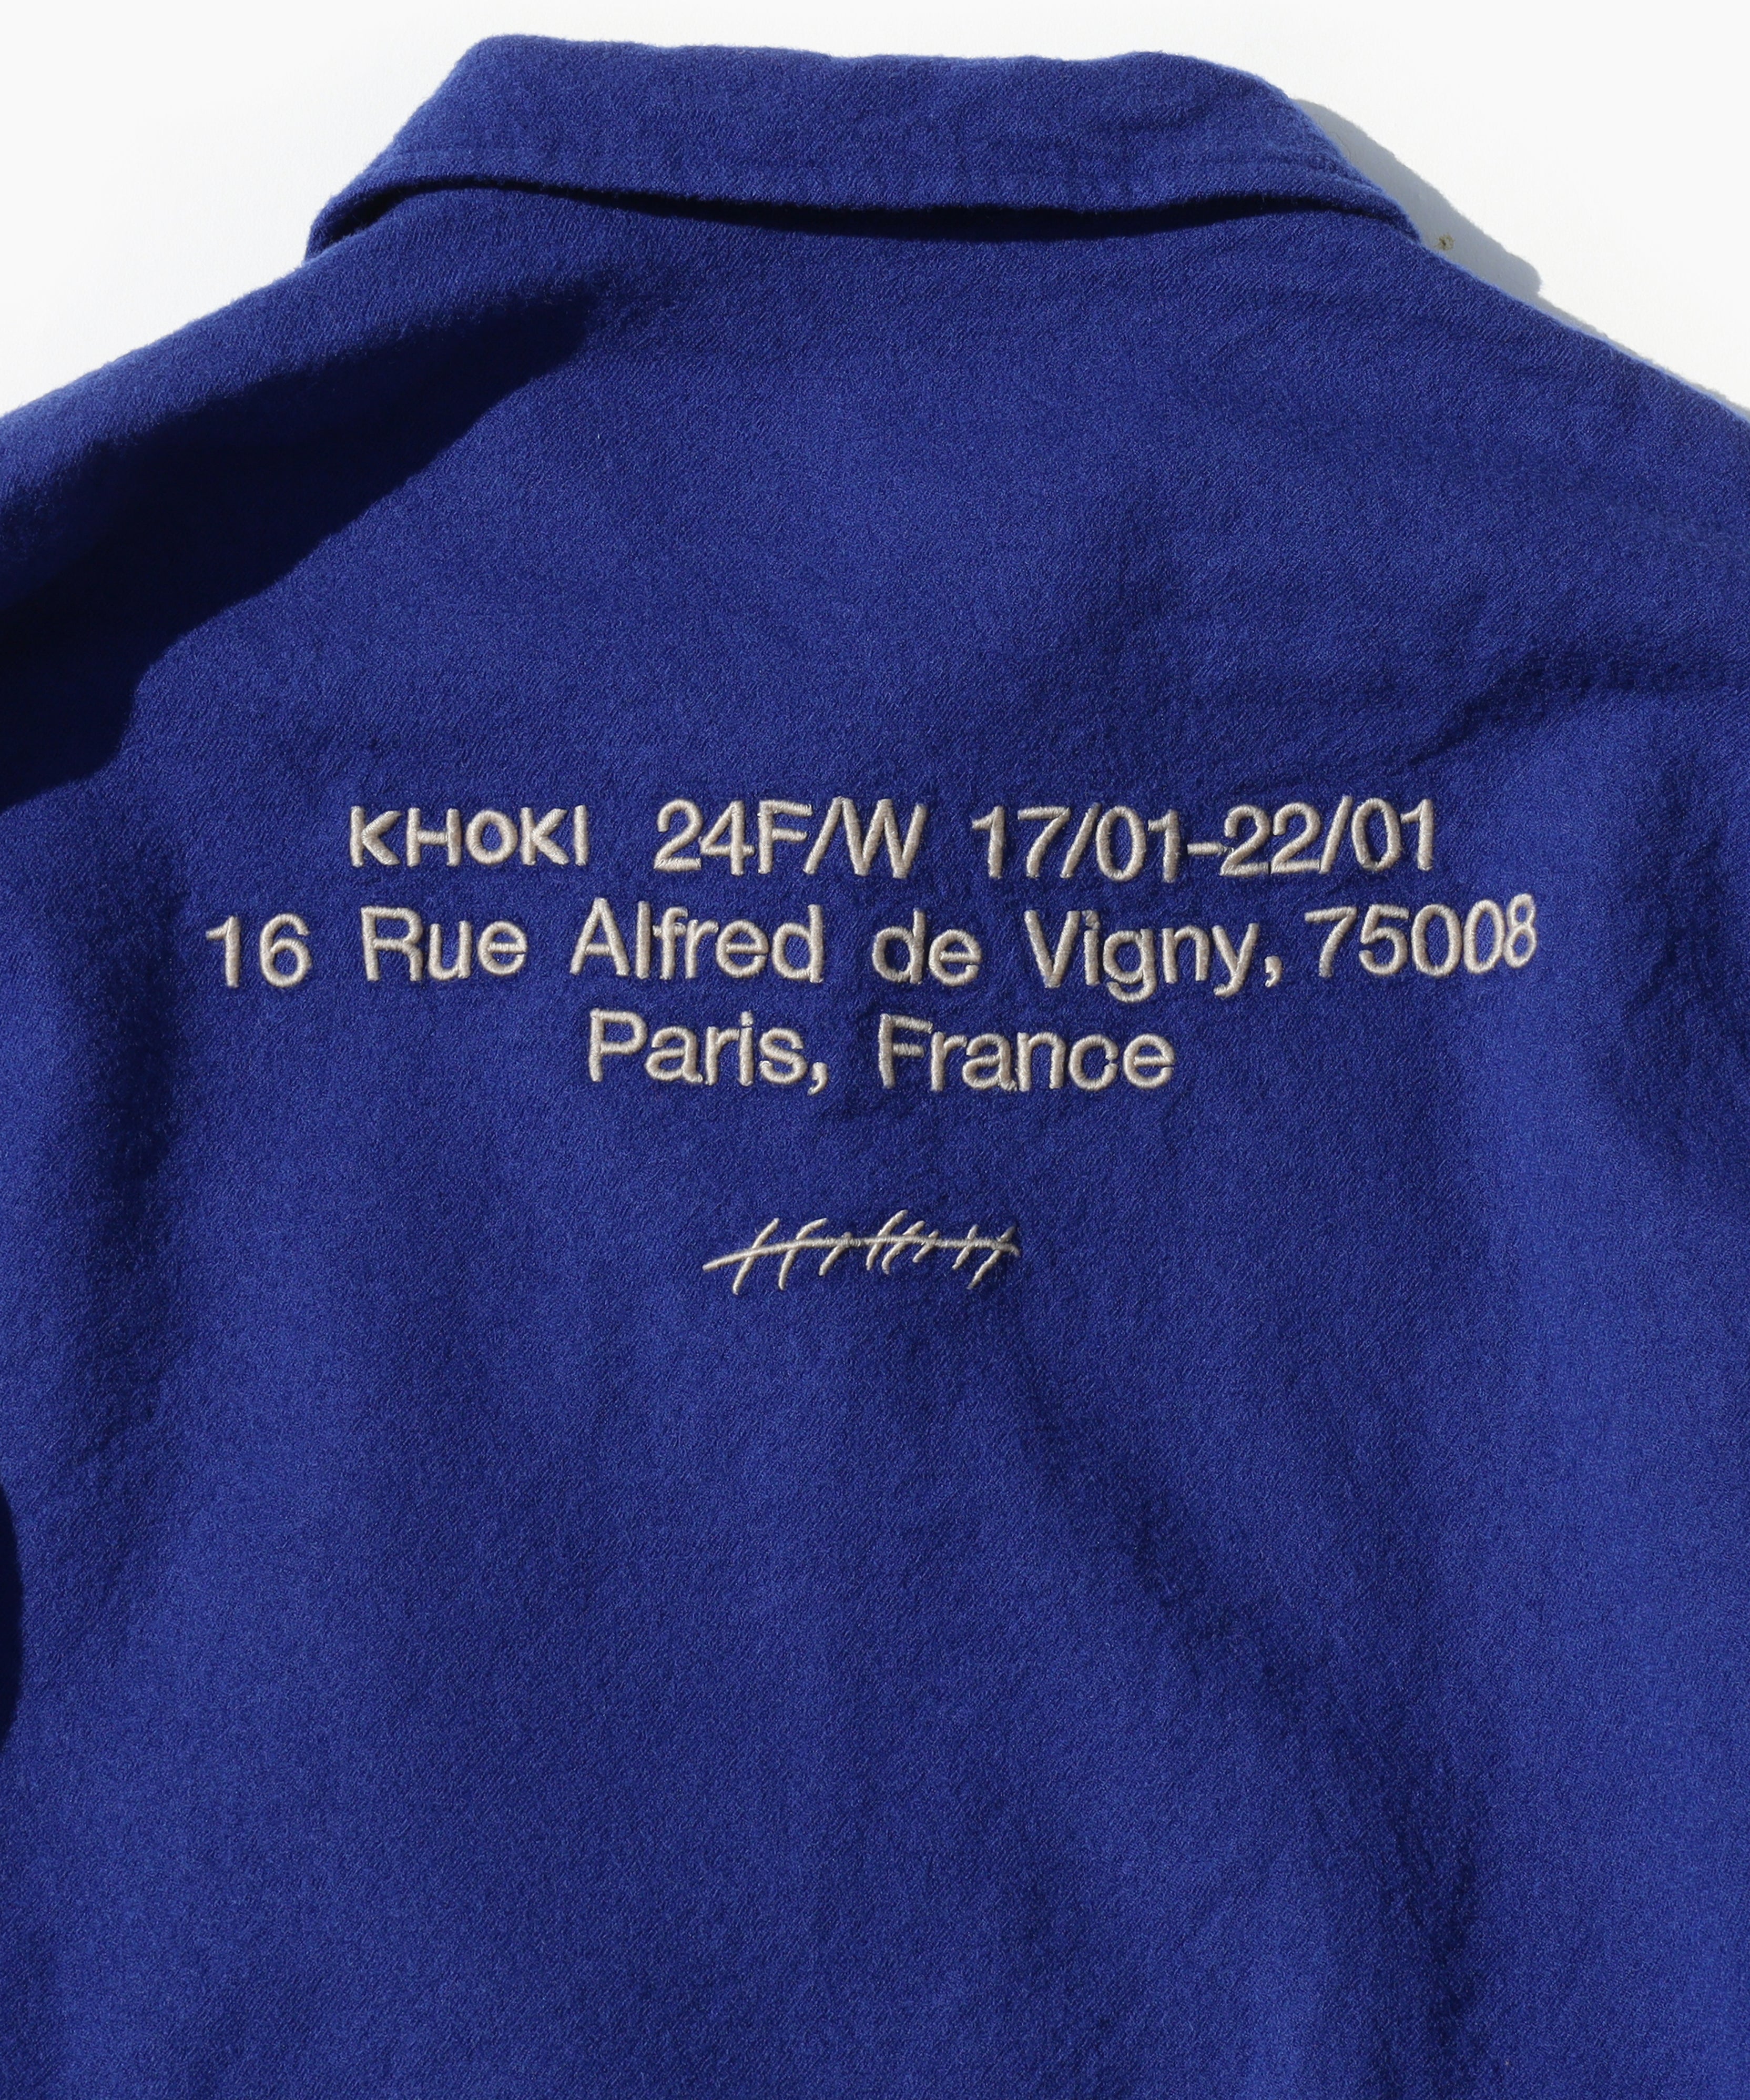 KHOKI 24F/W 17/01-22/01
16 Rue Alfred de Vigny, 75008
Paris, France